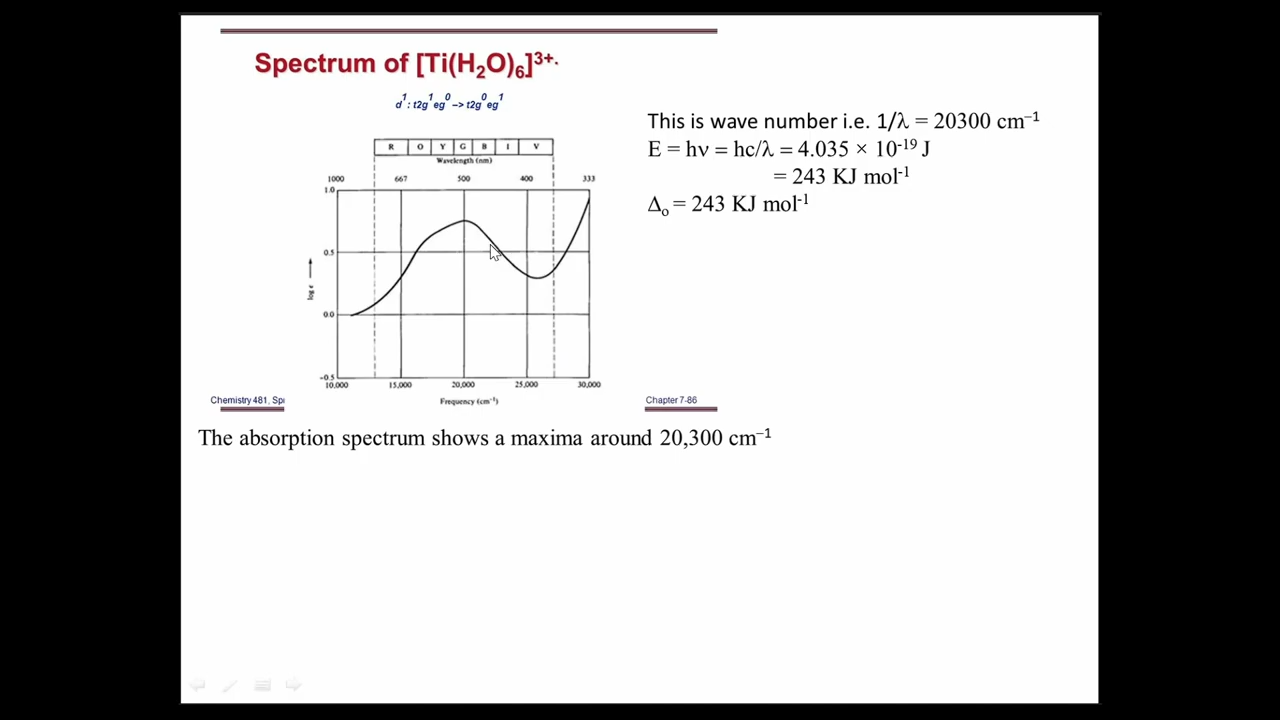 Spectrum of [Ti(H₂O)₆]³⁺·
d¹ : t2g¹ eg⁰ –> t2g⁰ eg¹
R O Y G B I V
Wavelength (nm)
1000 667 500 400 333
1.0
0.5
0.0
−0.5
log ε
10,000 15,000 20,000 25,000 30,000
Frequency (cm⁻¹)
Chemistry 481, Spr
Chapter 7-86
This is wave number i.e. 1/λ = 20300 cm⁻¹
E = hν = hc/λ = 4.035 × 10⁻¹⁹ J
= 243 KJ mol⁻¹
Δₒ = 243 KJ mol⁻¹
The absorption spectrum shows a maxima around 20,300 cm⁻¹